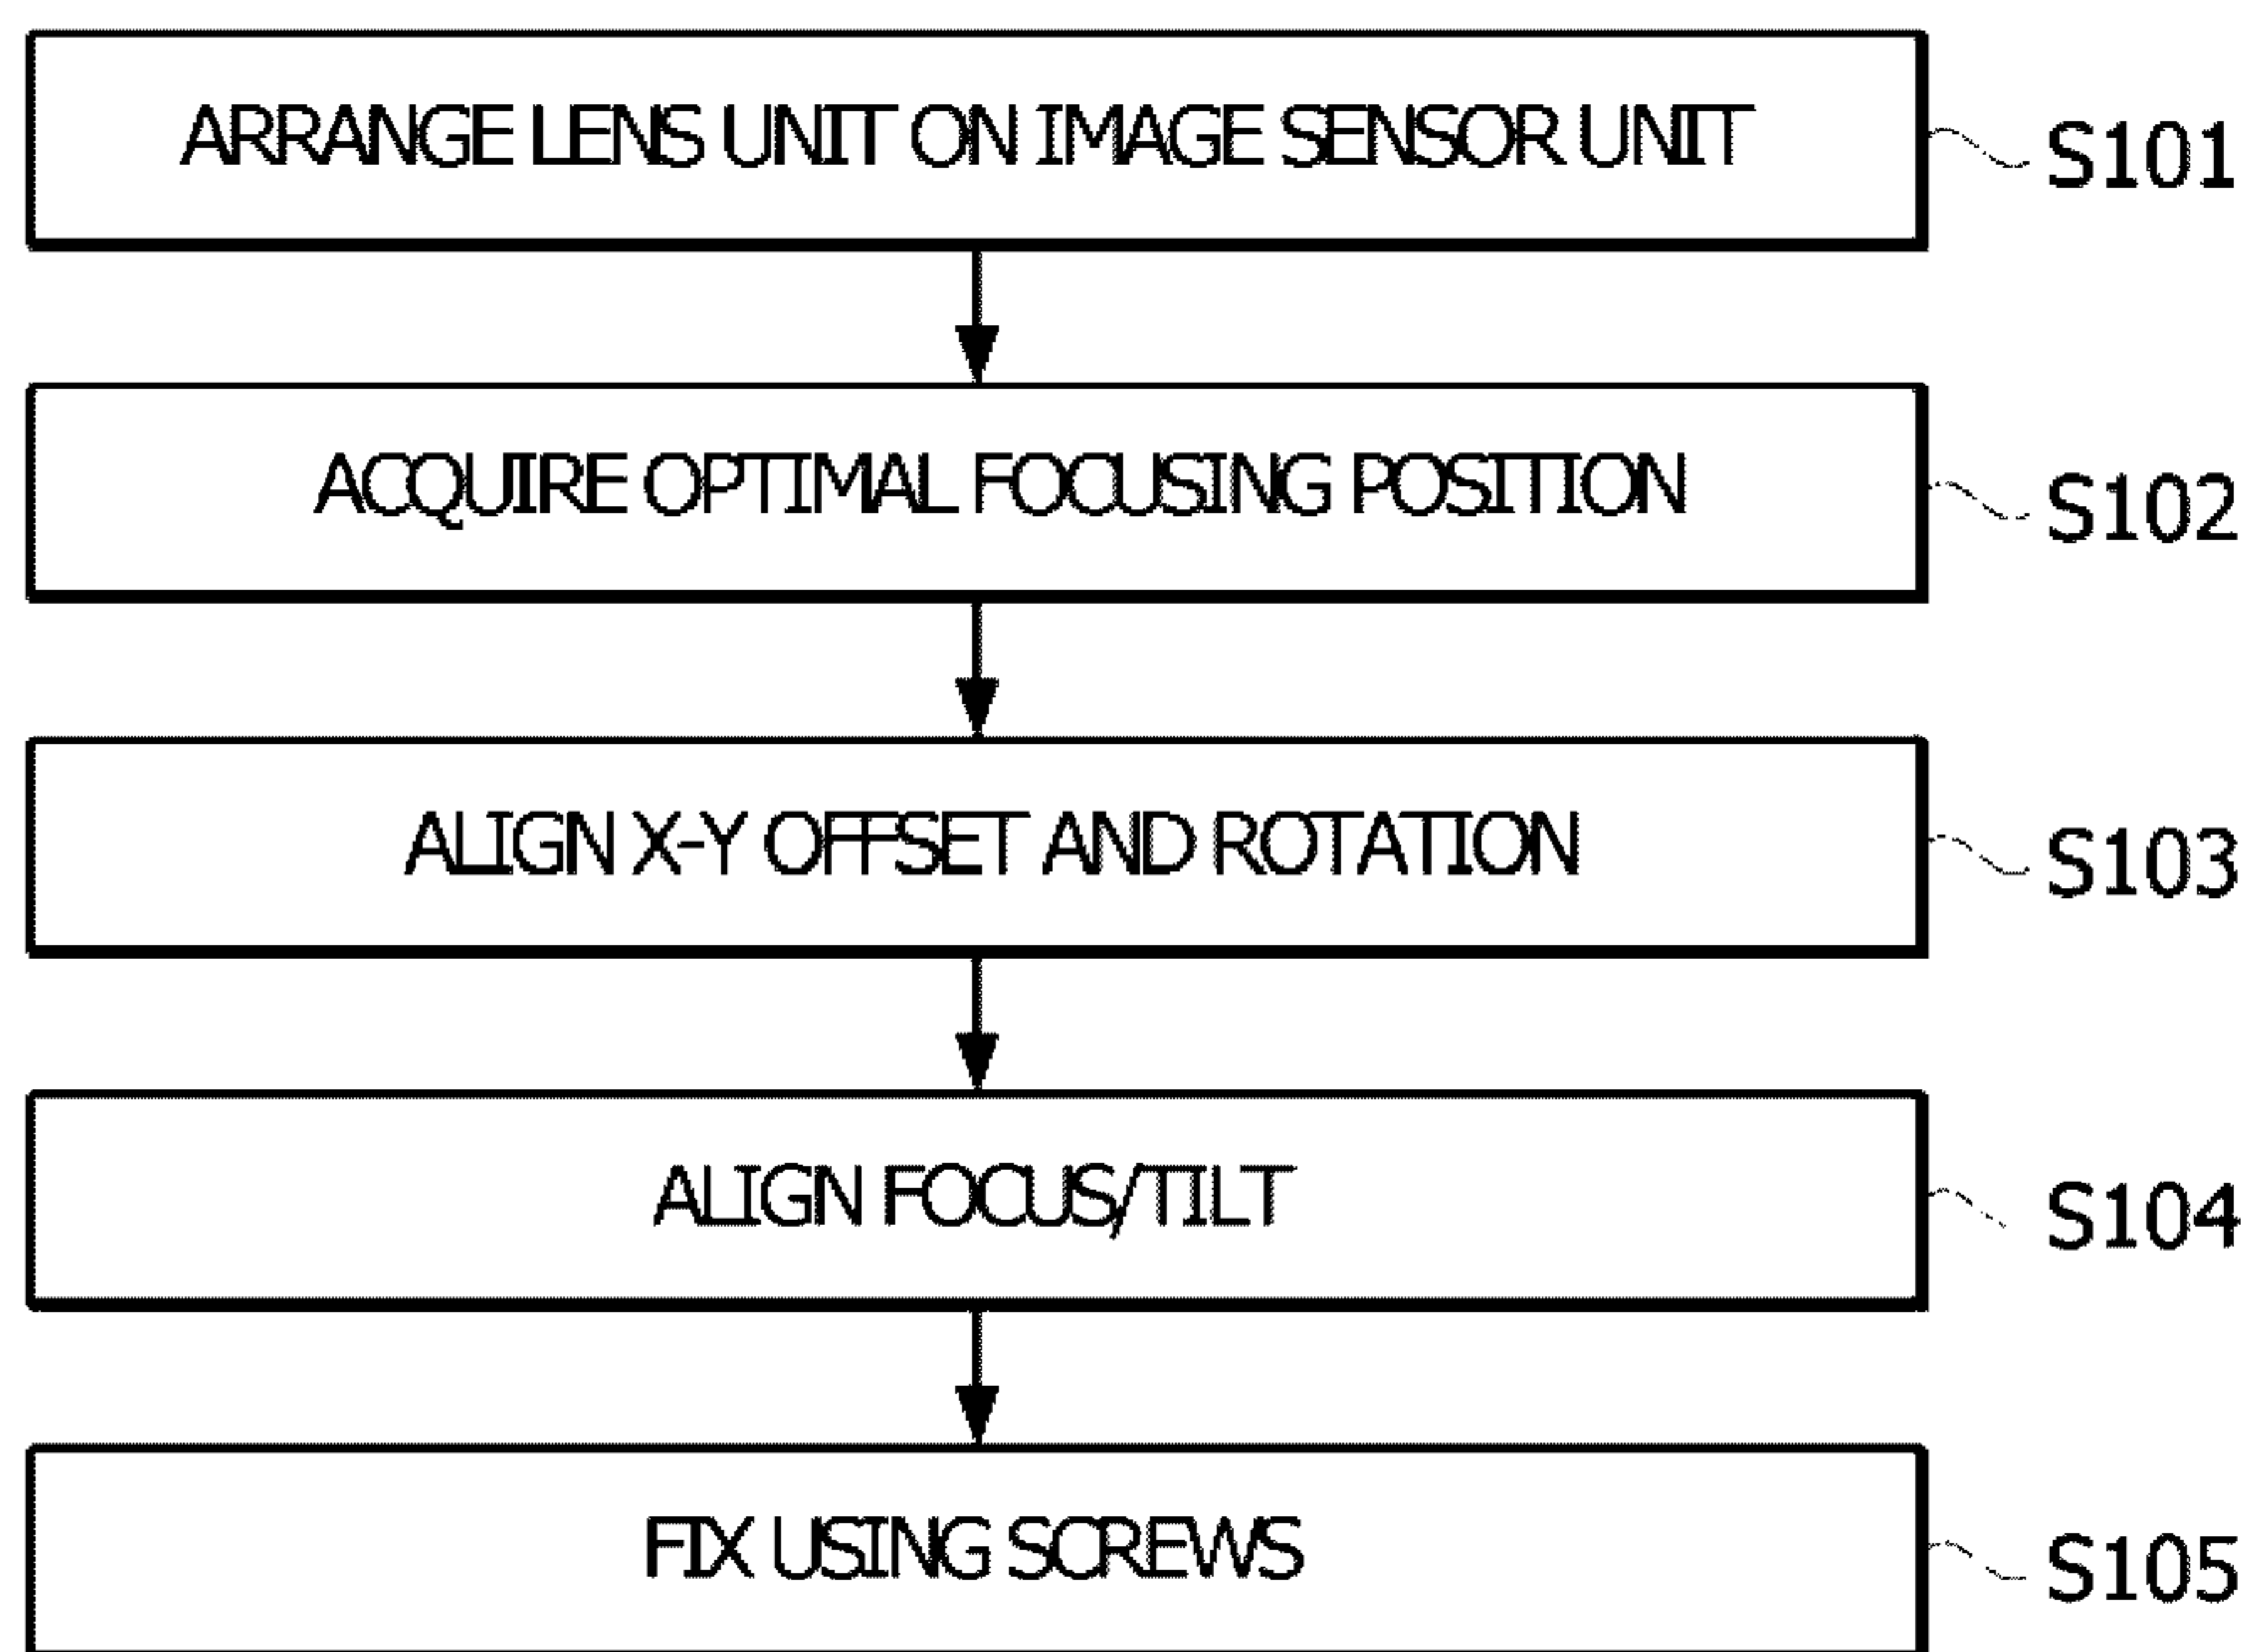 ARRANGE LENS UNIT ON IMAGE SENSOR UNIT S101
ACQUIRE OPTIMAL FOCUSING POSITION S102
ALIGN X-Y OFFSET AND ROTATION S103
ALIGN FOCUS/TILT S104
FIX USING SCREWS S105